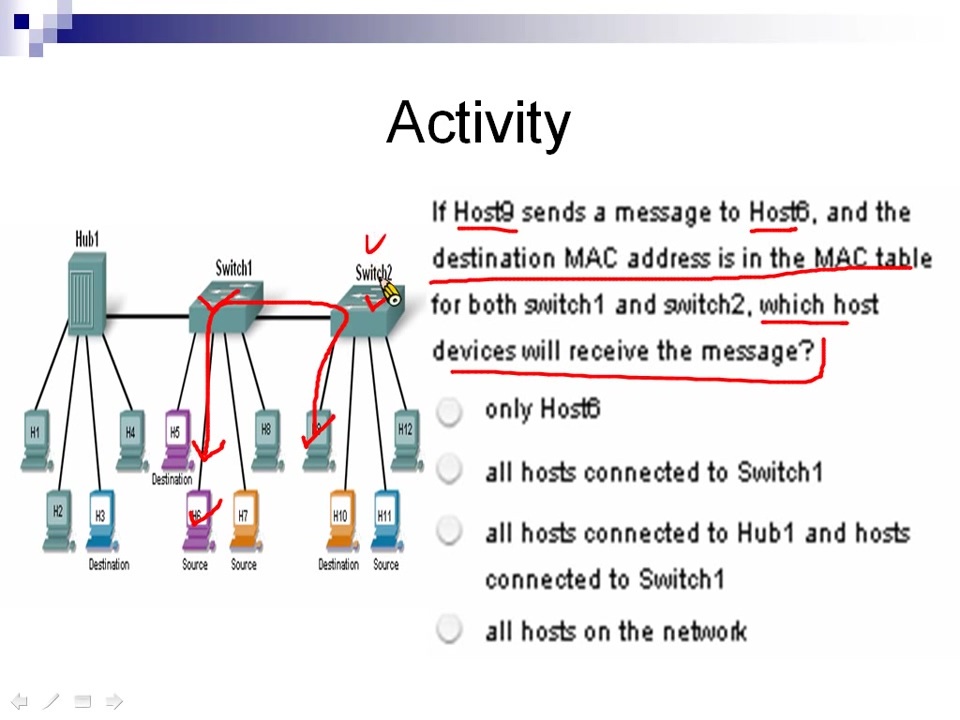 Activity
If Host9 sends a message to Host6, and the
destination MAC address is in the MAC table
for both switch1 and switch2, which host
devices will receive the message?
only Host6
all hosts connected to Switch1
all hosts connected to Hub1 and hosts
connected to Switch1
all hosts on the network
Hub1
Switch1
Switch2
H1
H4
H5
H8
H12
Destination
H2
H3
H6
H7
H10
H11
Destination
Source
Source
Destination
Source